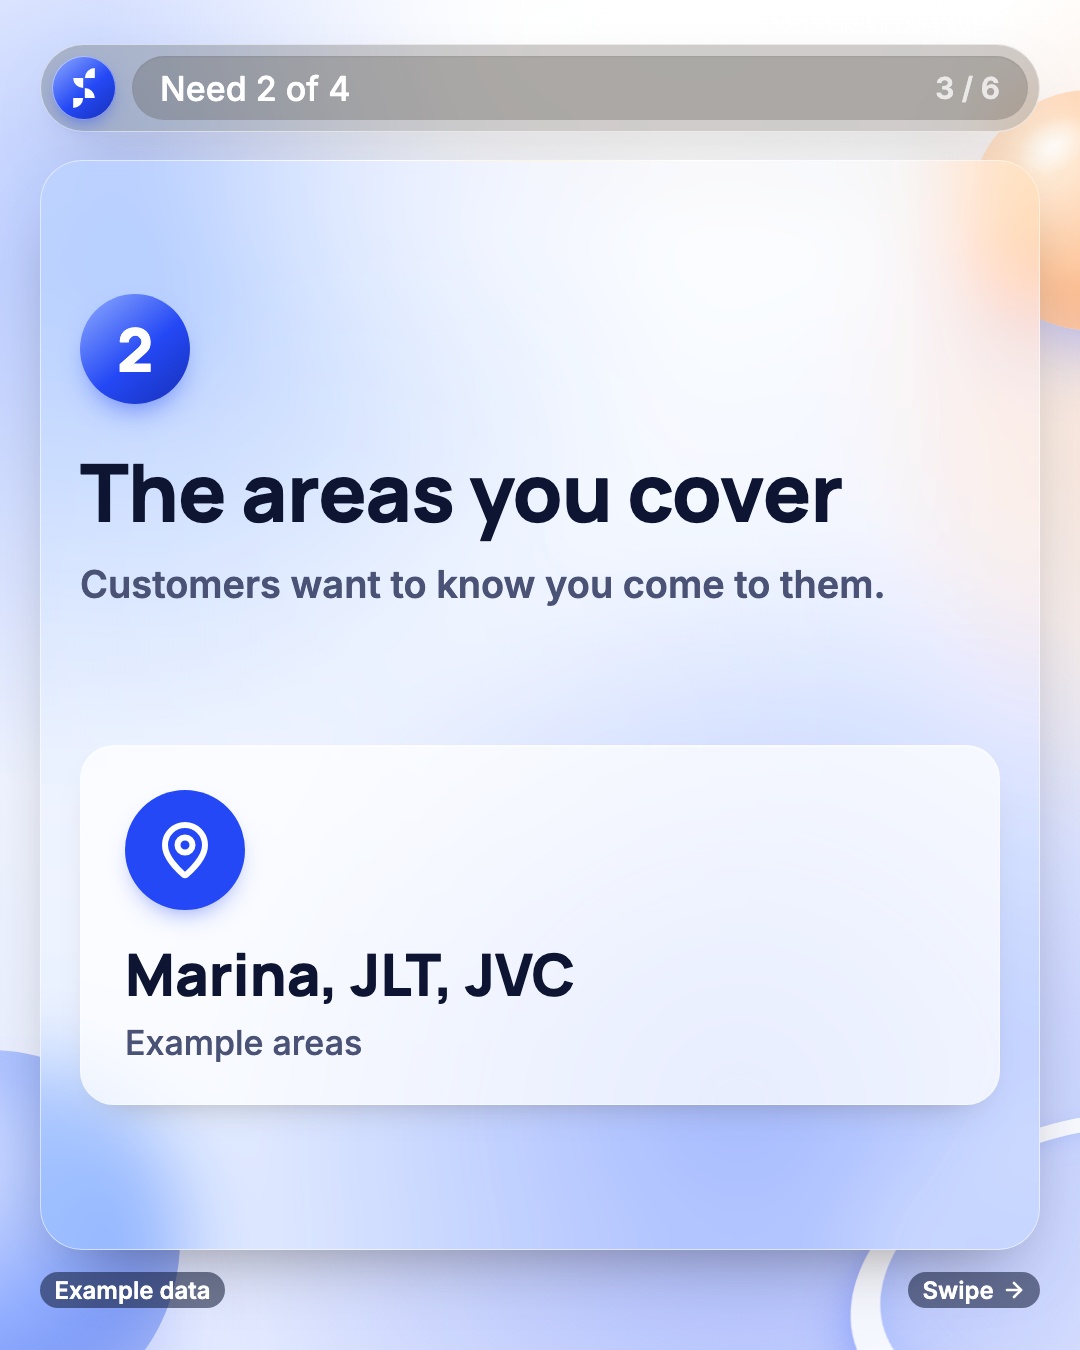 Need 2 of 4
3 / 6
2
The areas you cover
Customers want to know you come to them.
Marina, JLT, JVC
Example areas
Example data
Swipe →